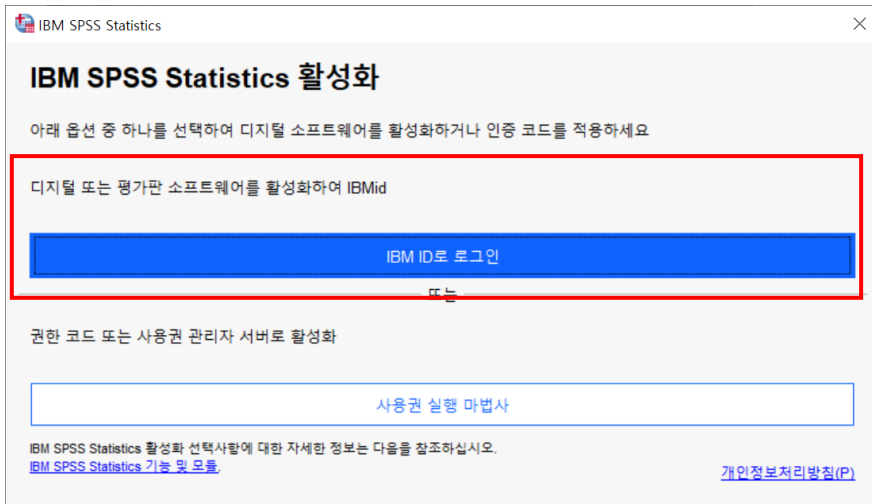 IBM SPSS Statistics
IBM SPSS Statistics 활성화
아래 옵션 중 하나를 선택하여 디지털 소프트웨어를 활성화하거나 인증 코드를 적용하세요
디지털 또는 평가판 소프트웨어를 활성화하여 IBMid
IBM ID로 로그인
또는
권한 코드 또는 사용권 관리자 서버로 활성화
사용권 실행 마법사
IBM SPSS Statistics 활성화 선택사항에 대한 자세한 정보는 다음을 참조하십시오.
IBM SPSS Statistics 기능 및 모듈.
개인정보처리방침(P)